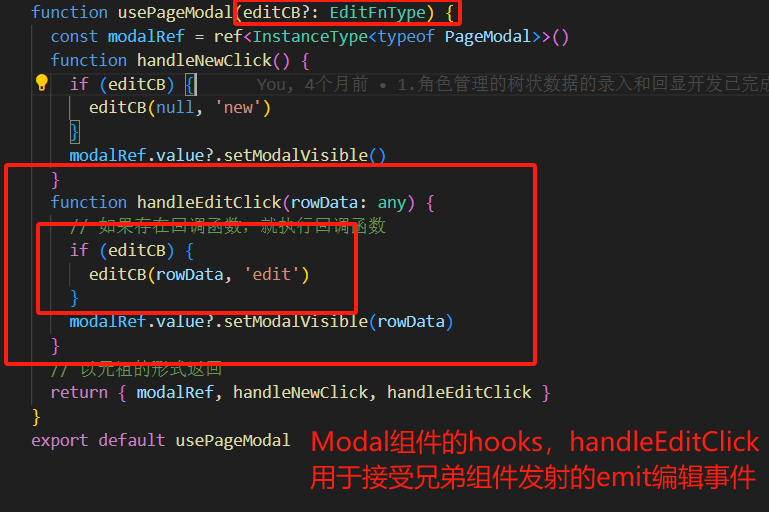 function usePageModal(editCB?: EditFnType) {
const modalRef = ref<InstanceType<typeof PageModal>>()
function handleNewClick() {
if (editCB) { You, 4个月前 • 1.角色管理的树状数据的录入和回显开发已完成
editCB(null, 'new')
}
modalRef.value?.setModalVisible()
}
function handleEditClick(rowData: any) {
// 如果存在回调函数，就执行回调函数
if (editCB) {
editCB(rowData, 'edit')
}
modalRef.value?.setModalVisible(rowData)
}
// 以元祖的形式返回
return { modalRef, handleNewClick, handleEditClick }
}
export default usePageModal
Modal组件的hooks，handleEditClick
用于接受兄弟组件发射的emit编辑事件